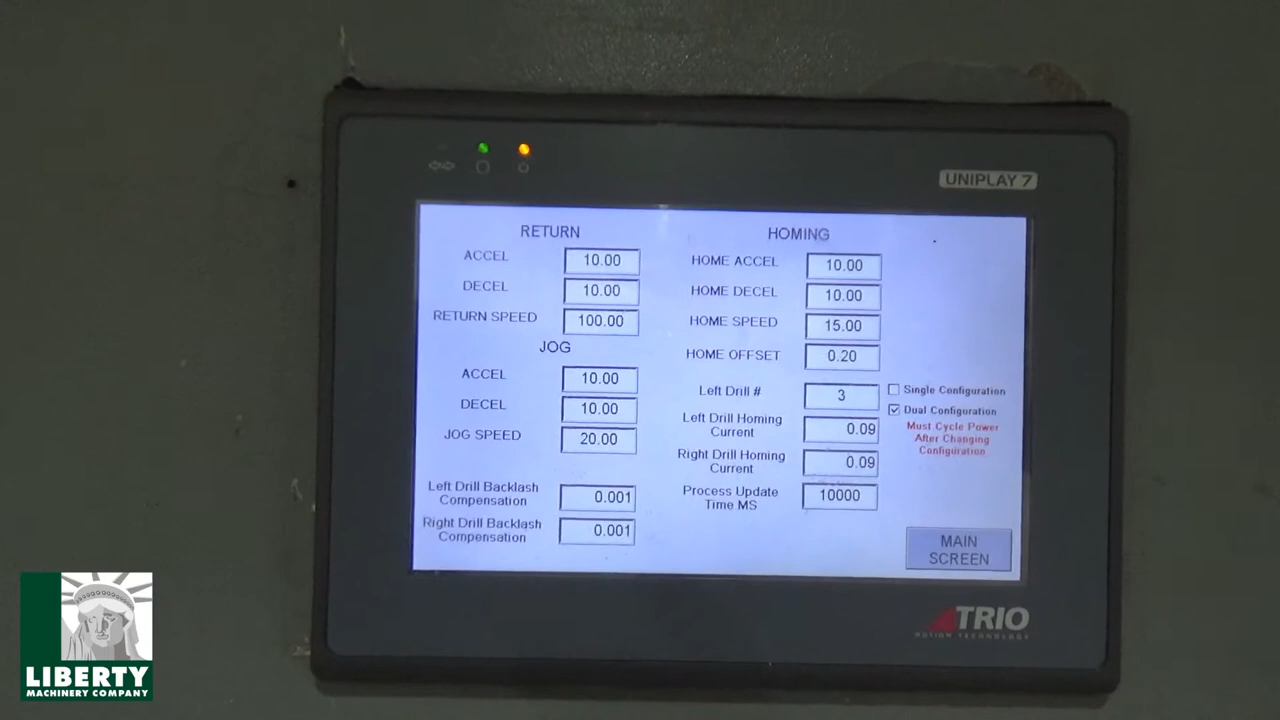 UNIPLAY 7
RETURN
ACCEL 10.00
DECEL 10.00
RETURN SPEED 100.00
JOG
ACCEL 10.00
DECEL 10.00
JOG SPEED 20.00
Left Drill Backlash
Compensation 0.001
Right Drill Backlash
Compensation 0.001
HOMING
HOME ACCEL 10.00
HOME DECEL 10.00
HOME SPEED 15.00
HOME OFFSET 0.20
Left Drill # 3
Left Drill Homing
Current 0.09
Right Drill Homing
Current 0.09
Process Update
Time MS 10000
Single Configuration
Dual Configuration
Must Cycle Power
After Changing
Configuration
MAIN
SCREEN
TRIO
MOTION TECHNOLOGY
LIBERTY
MACHINERY COMPANY